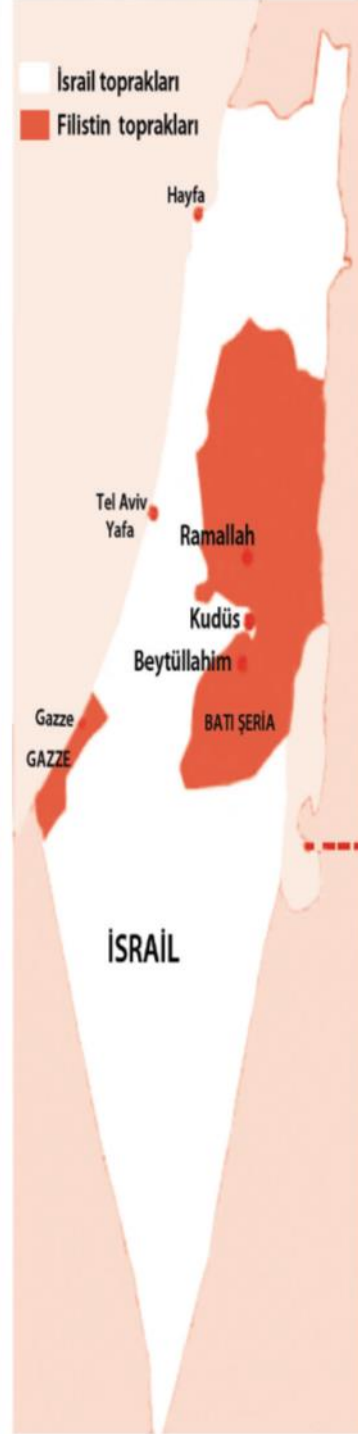 İsrail toprakları
Filistin toprakları
Hayfa
Tel Aviv
Yafa
Ramallah
Kudüs
Beytüllahim
Gazze
GAZZE
BATI ŞERİA
İSRAİL